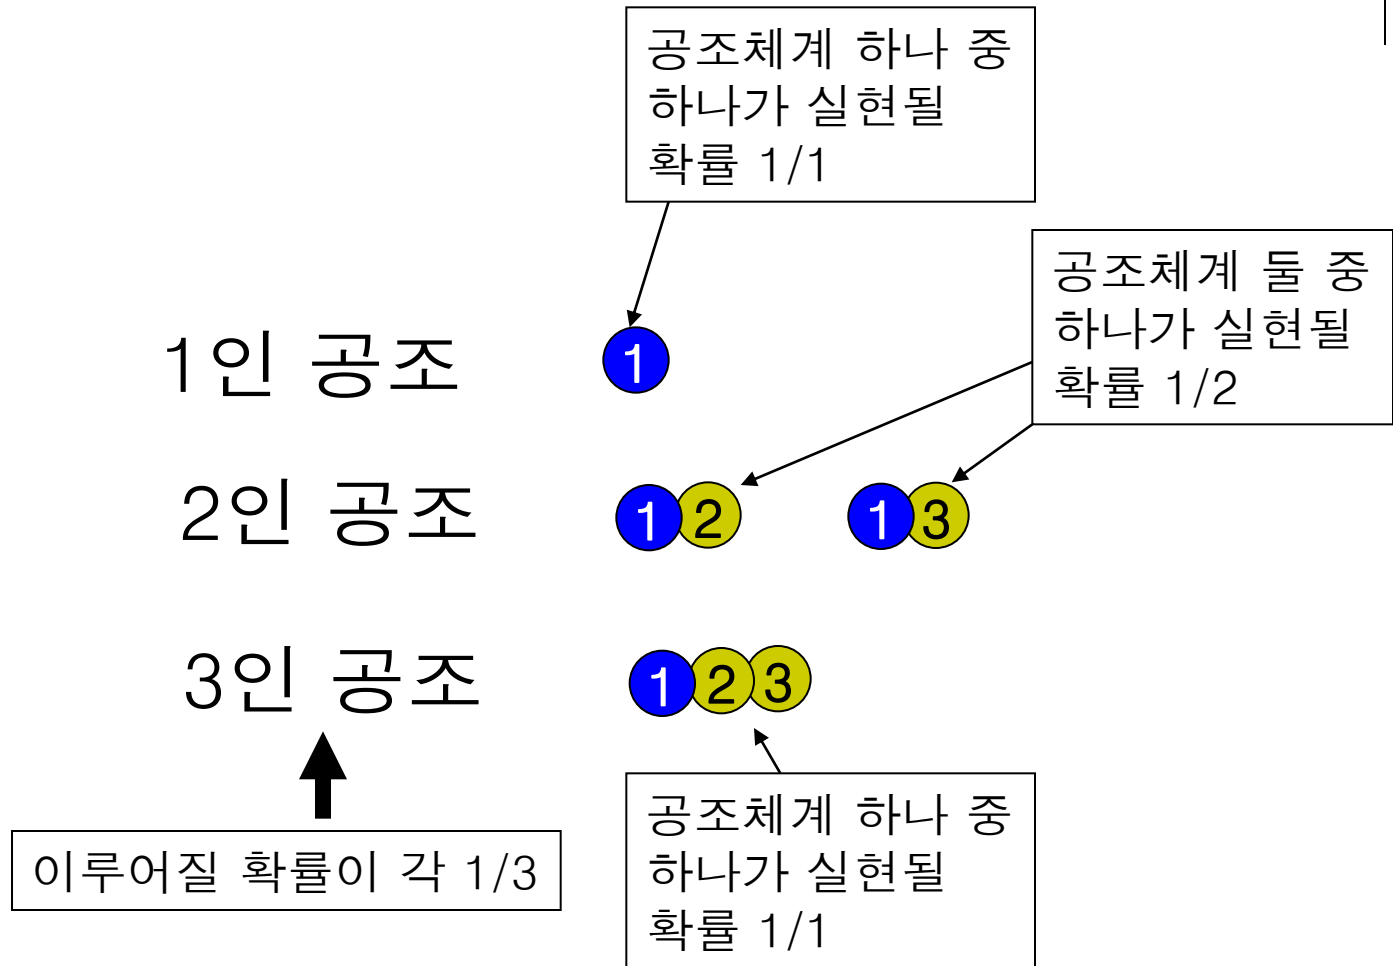 공조체계 하나 중
하나가 실현될
확률 1/1
공조체계 둘 중
하나가 실현될
확률 1/2
1인 공조
1
2인 공조
1 2
1 3
3인 공조
1 2 3
이루어질 확률이 각 1/3
공조체계 하나 중
하나가 실현될
확률 1/1